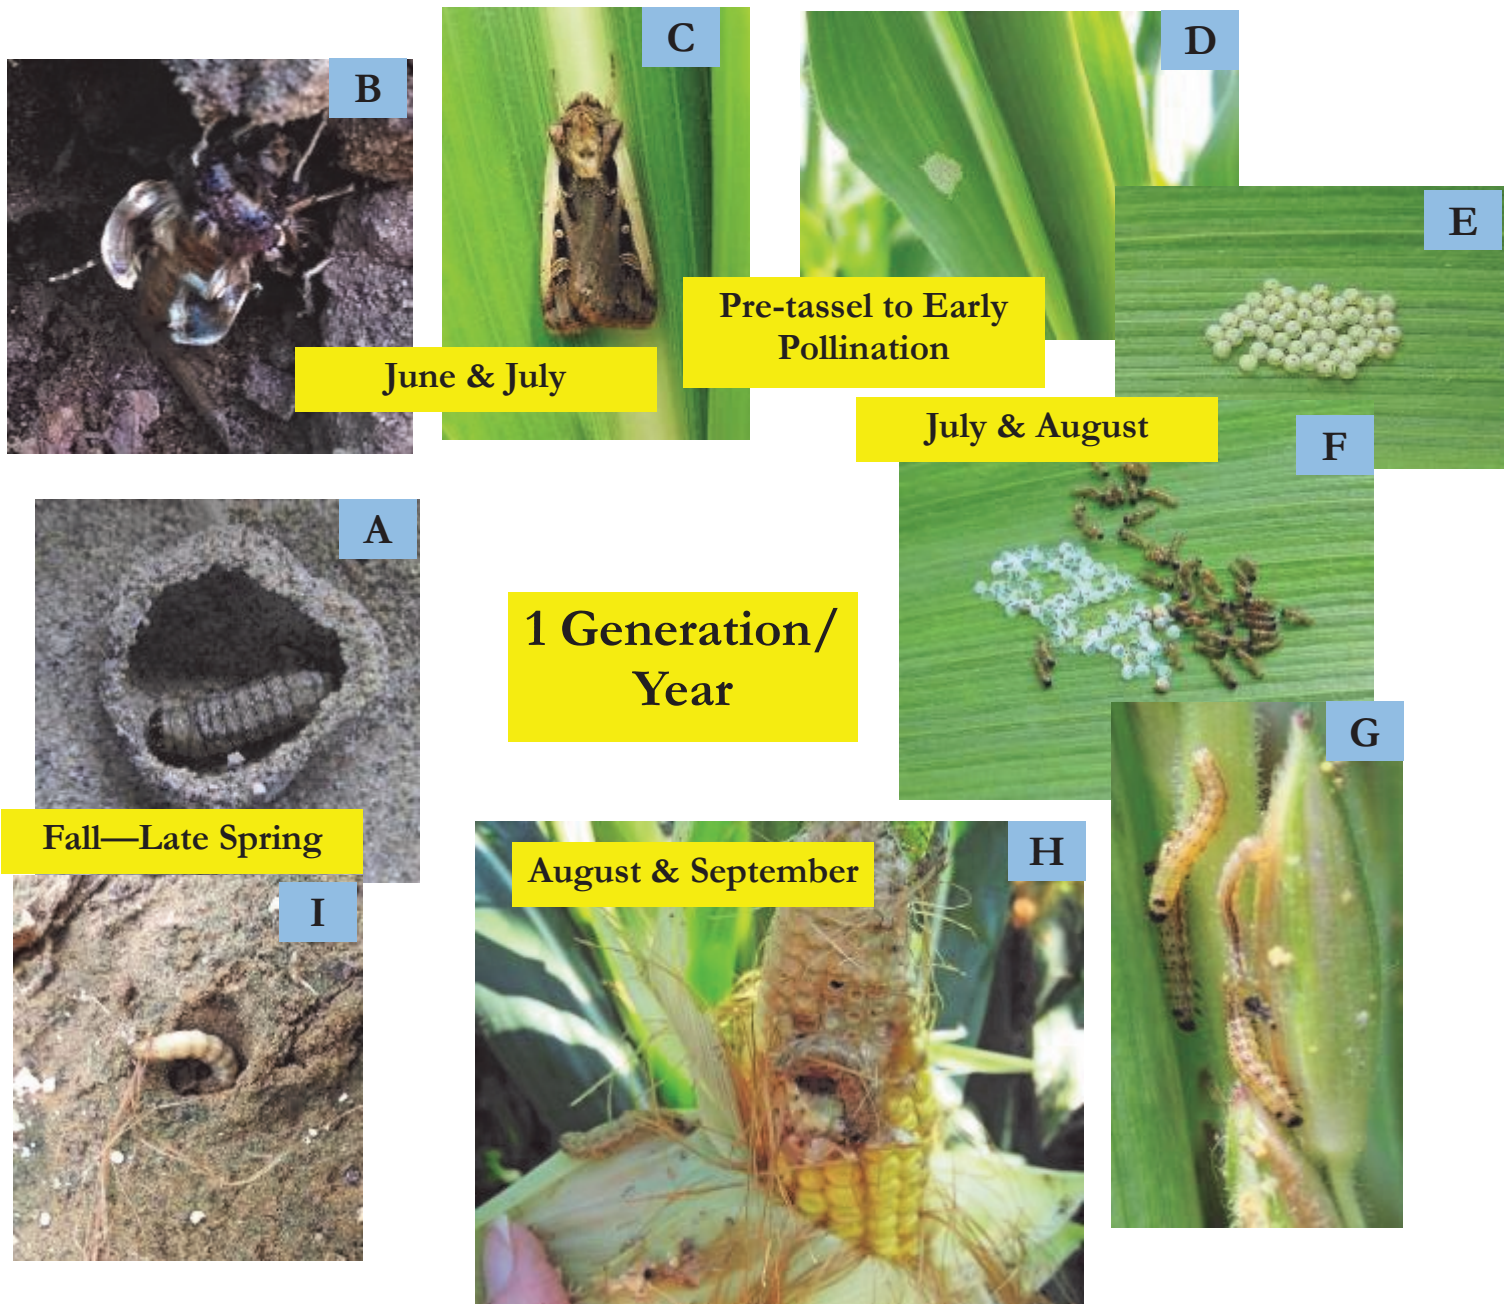 C
D
B
E
Pre-tassel to Early
Pollination
June & July
July & August
F
A
1 Generation/
Year
G
Fall—Late Spring
August & September
H
I